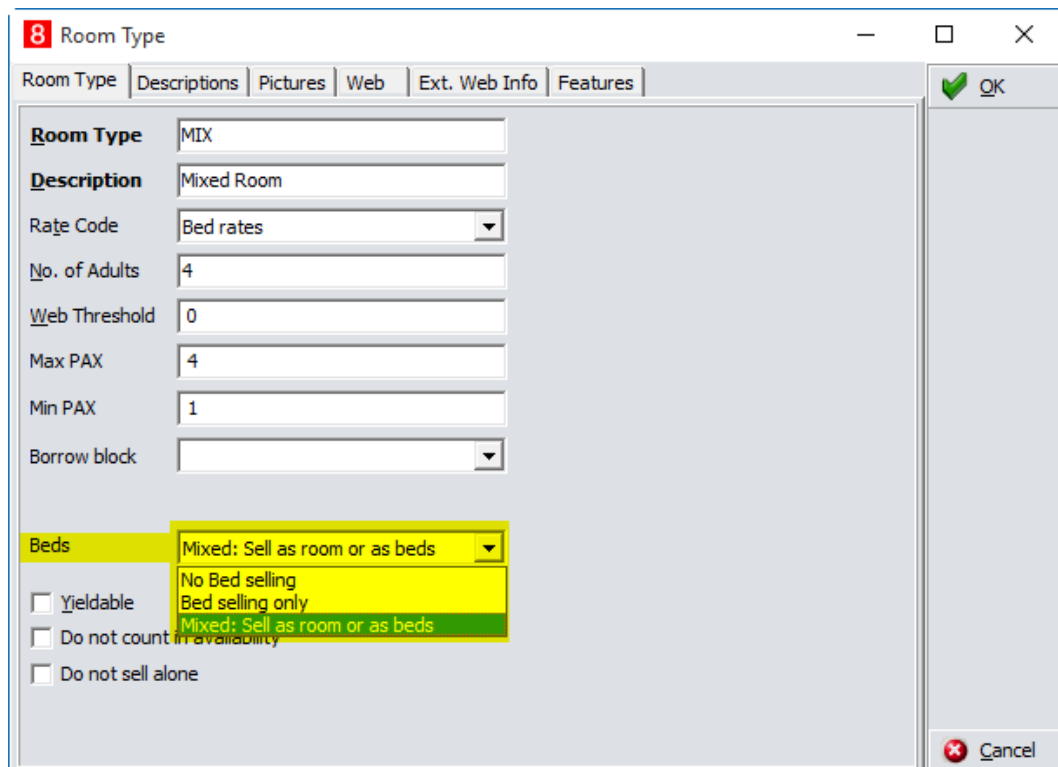 8 Room Type
Room Type Descriptions Pictures Web Ext. Web Info Features
OK
Room Type MIX
Description Mixed Room
Rate Code Bed rates
No. of Adults 4
Web Threshold 0
Max PAX 4
Min PAX 1
Borrow block
Beds Mixed: Sell as room or as beds
No Bed selling
Bed selling only
Mixed: Sell as room or as beds
Yieldable
Do not count in availability
Do not sell alone
Cancel